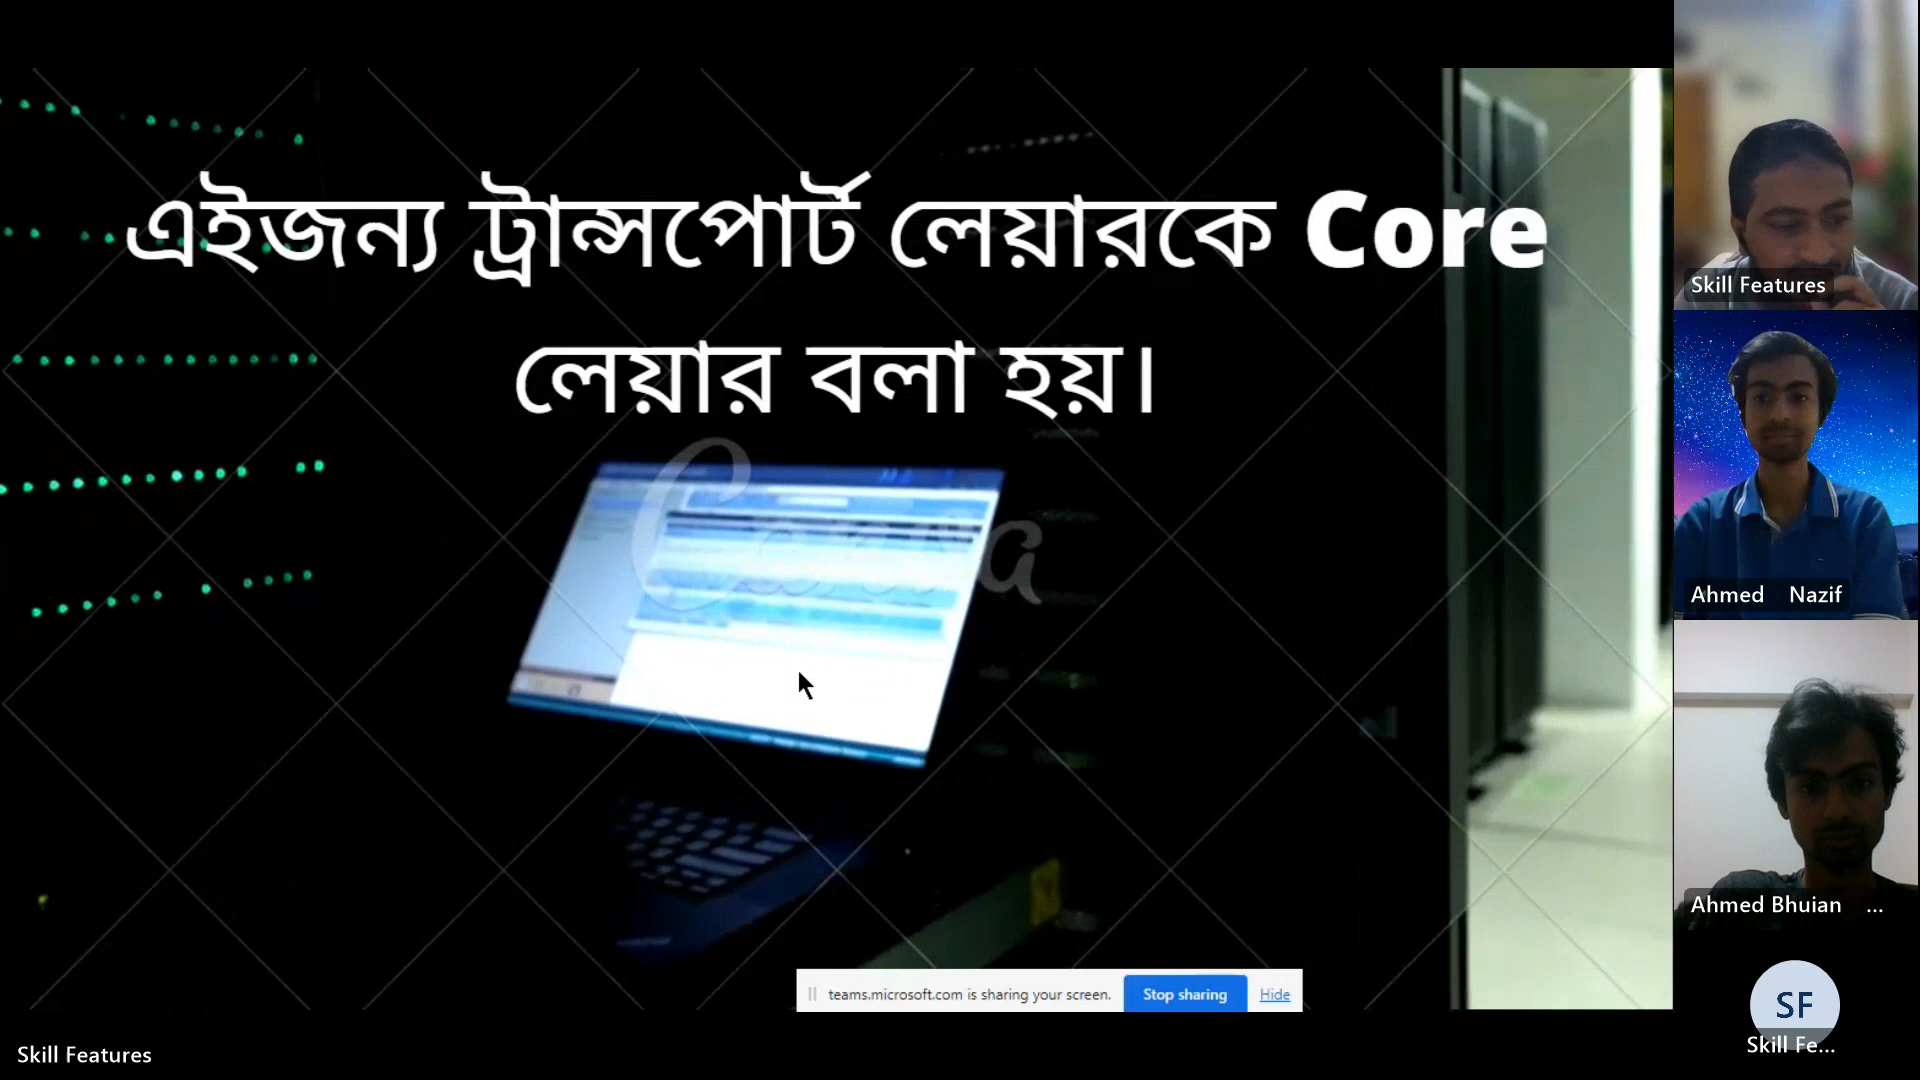 এইজন্য ট্রান্সপোর্ট লেয়ারকে Core
লেয়ার বলা হয়।
Canva
teams.microsoft.com is sharing your screen.
Stop sharing
Hide
Skill Features
Skill Features
Ahmed Nazif
Ahmed Bhuian ...
SF
Skill Fe...